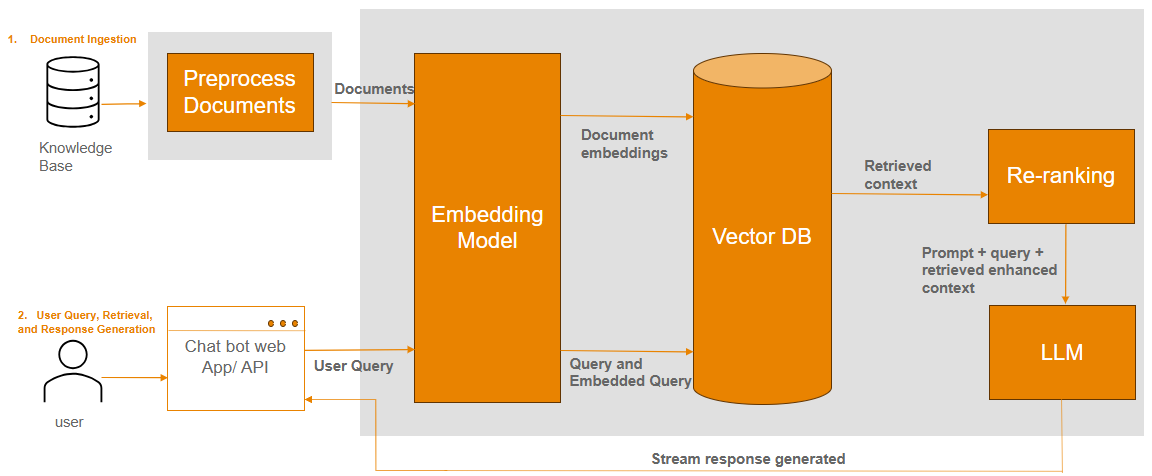 1. Document Ingestion
Knowledge
Base
Preprocess
Documents
Documents
Embedding
Model
Document
embeddings
Vector DB
Retrieved
context
Re-ranking
Prompt + query +
retrieved enhanced
context
LLM
2. User Query, Retrieval,
and Response Generation
user
Chat bot web
App/ API
User Query
Query and
Embedded Query
Stream response generated